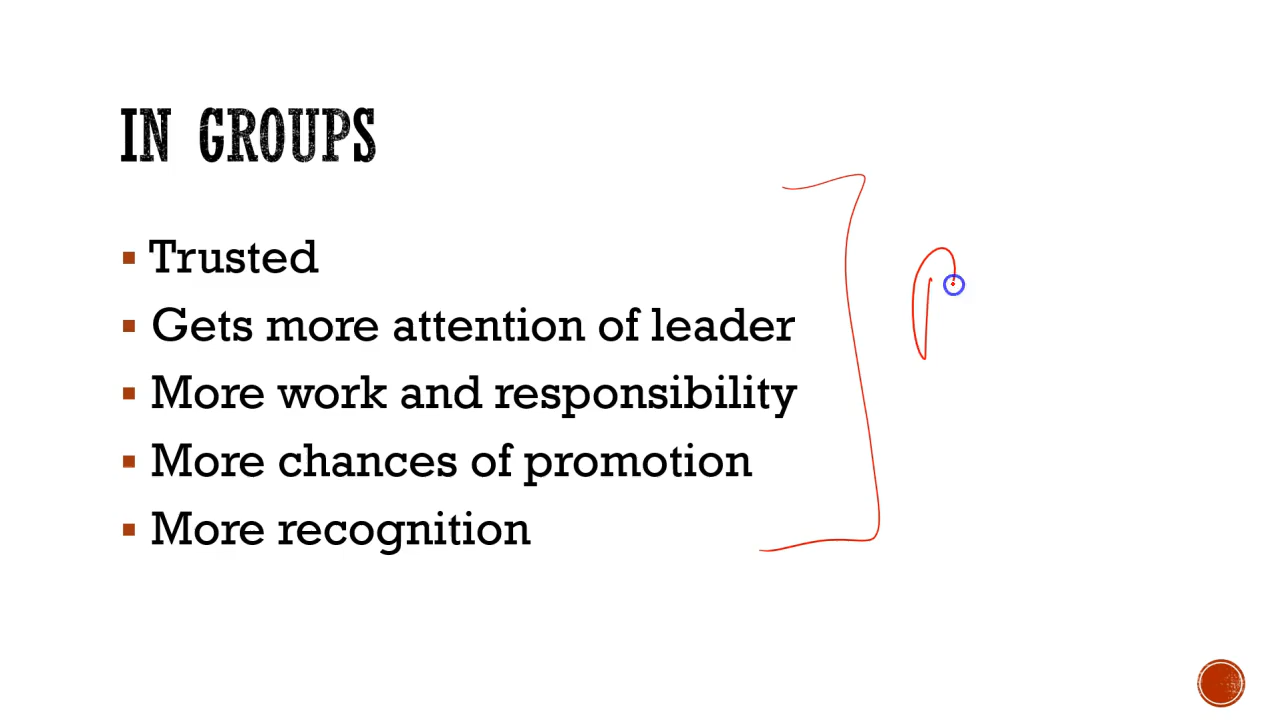 IN GROUPS
Trusted
Gets more attention of leader
More work and responsibility
More chances of promotion
More recognition